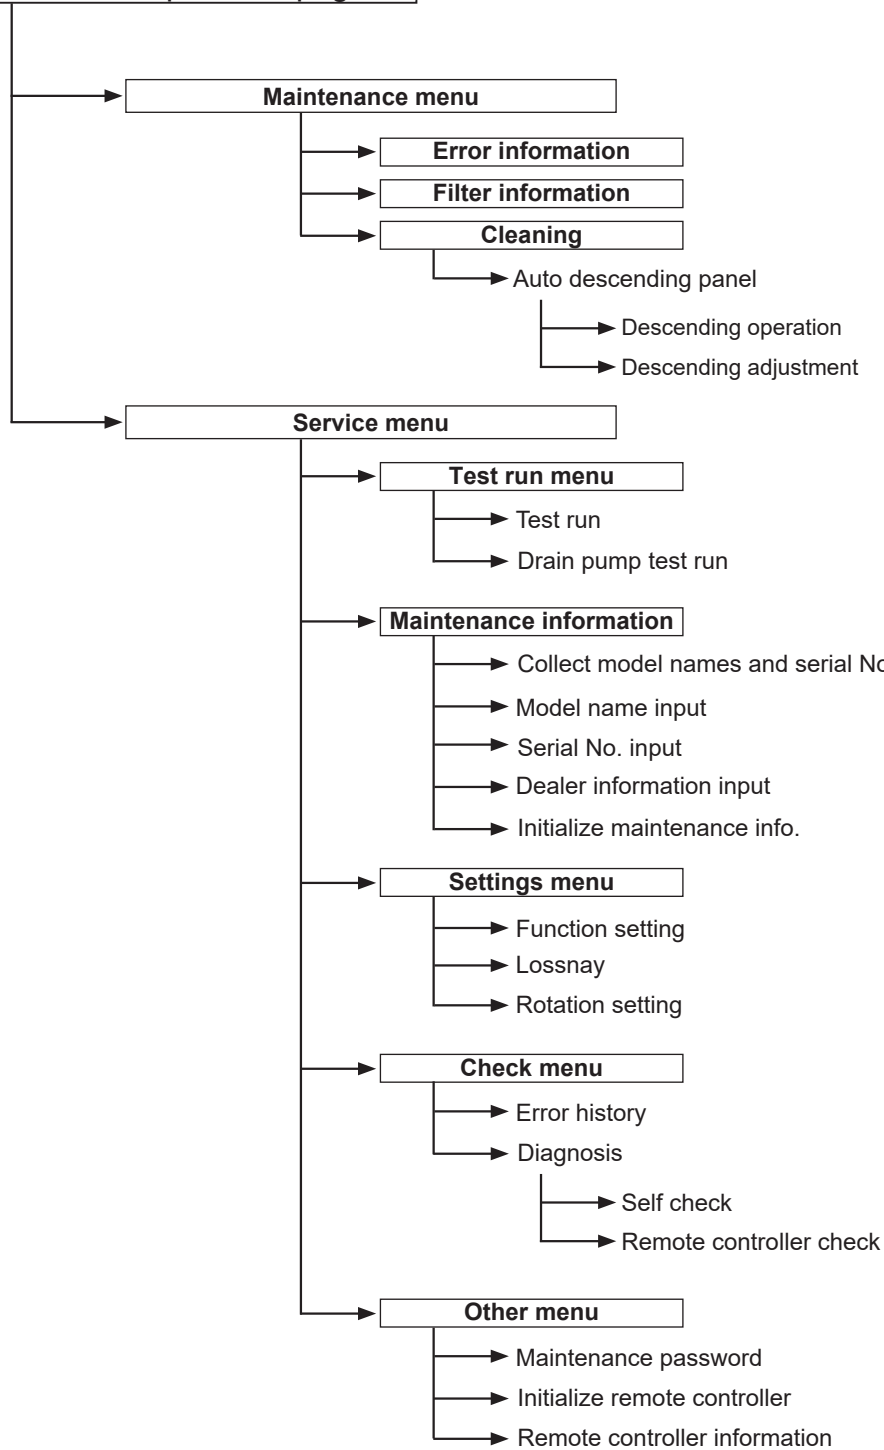 Maintenance menu
Error information
Filter information
Cleaning
Auto descending panel
Descending operation
Descending adjustment
Service menu
Test run menu
Test run
Drain pump test run
Maintenance information
Collect model names and serial
Model name input
Serial No. input
Dealer information input
Initialize maintenance info.
Settings menu
Function setting
Lossnay
Rotation setting
Check menu
Error history
Diagnosis
Self check
Remote controller check
Other menu
Maintenance password
Initialize remote controller
Remote controller information